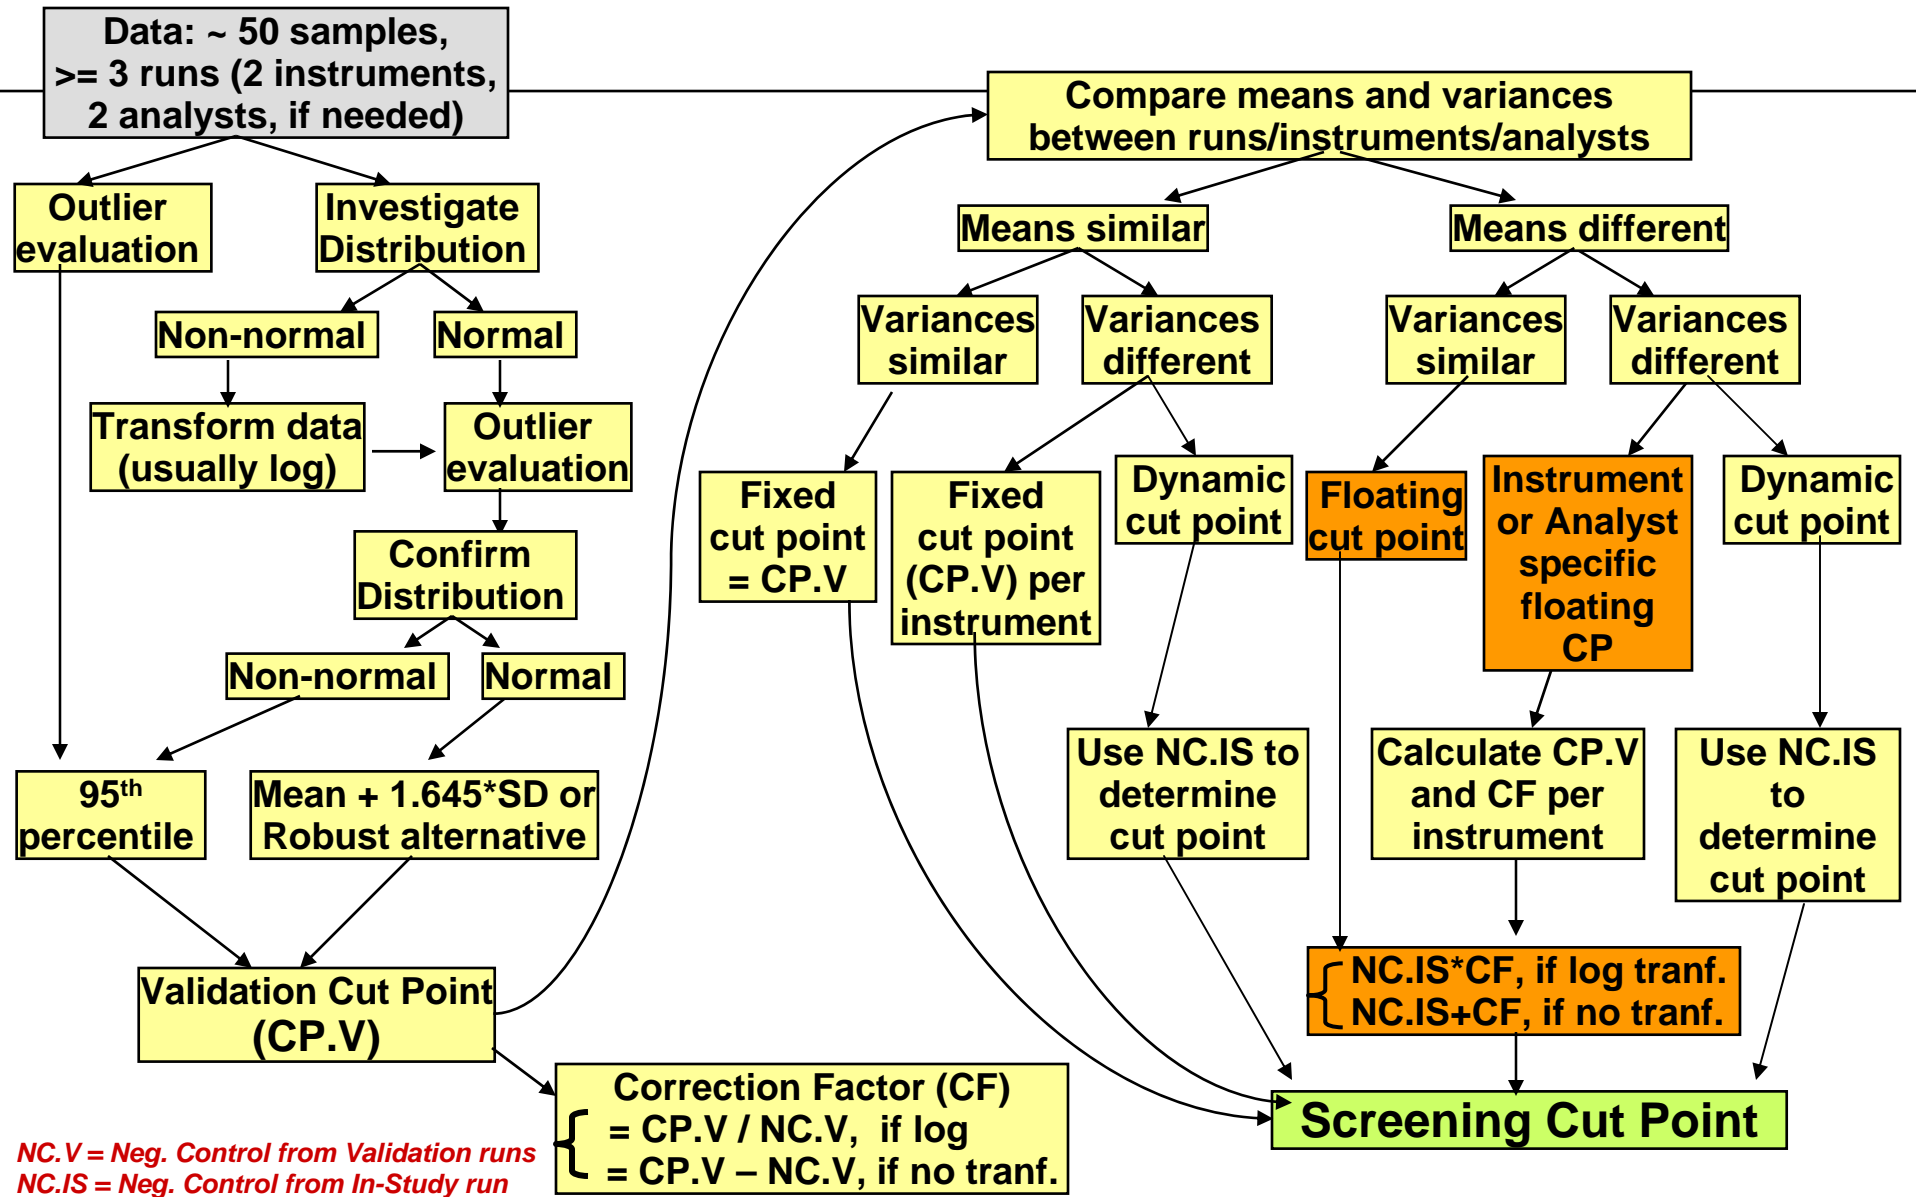 Data: ~ 50 samples,
>= 3 runs (2 instruments,
2 analysts, if needed)
Outlier
evaluation
Investigate
Distribution
Non-normal
Normal
Transform data
(usually log)
Outlier
evaluation
Confirm
Distribution
Non-normal
Normal
95th
percentile
Mean + 1.645*SD or
Robust alternative
Validation Cut Point
(CP.V)
Correction Factor (CF)
= CP.V / NC.V, if log
= CP.V – NC.V, if no tranf.
NC.V = Neg. Control from Validation runs
NC.IS = Neg. Control from In-Study run
Compare means and variances
between runs/instruments/analysts
Means similar
Means different
Variances
similar
Variances
different
Variances
similar
Variances
different
Fixed
cut point
= CP.V
Fixed
cut point
(CP.V) per
instrument
Dynamic
cut point
Floating
cut point
Instrument
or Analyst
specific
floating
CP
Dynamic
cut point
Use NC.IS to
determine
cut point
Calculate CP.V
and CF per
instrument
Use NC.IS
to
determine
cut point
NC.IS*CF, if log tranf.
NC.IS+CF, if no tranf.
Screening Cut Point